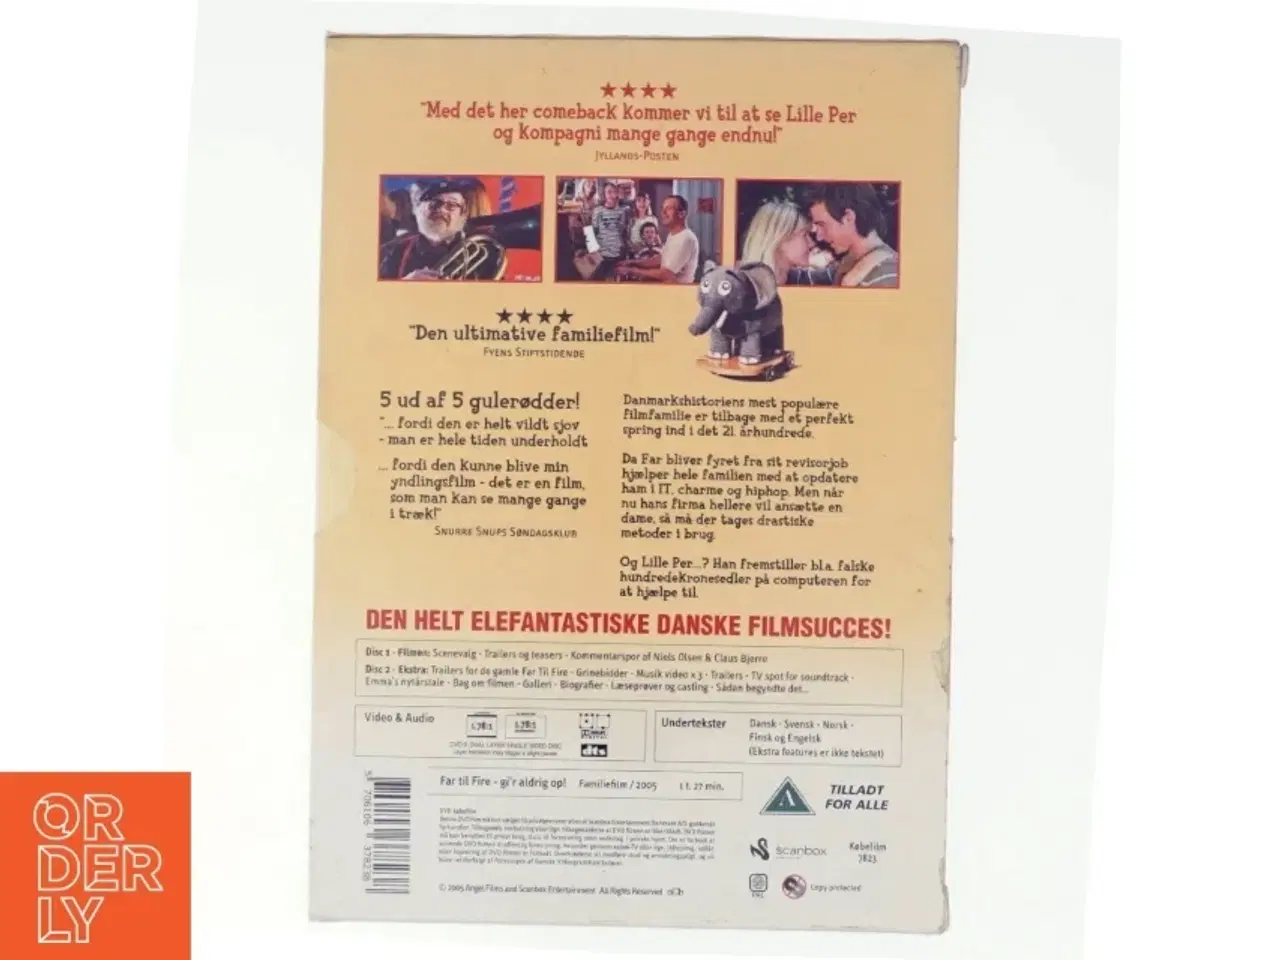 ★★★★
"Med det her comeback kommer vi til at se Lille Per
og kompagni mange gange endnu!"
JYLLANDS-POSTEN
★★★★
"Den ultimative familiefilm!"
FYENS STIFTSTIDENDE
5 ud af 5 gulerødder!
"... fordi den er helt vildt sjov
- man er hele tiden underholdt
... fordi den kunne blive min
yndlingsfilm - det er en film,
som man kan se mange gange
i træk!"
SNURRE SNUPS SØNDAGSKLUB
Danmarkshistoriens mest populære
filmfamilie er tilbage med et perfekt
spring ind i det 21. århundrede.
Da Far bliver fyret fra sit revisorjob
hjælper hele familien med at opdatere
ham i IT, charme og hiphop. Men når
nu hans firma hellere vil ansætte en
dame, så må der tages drastiske
metoder i brug.
Og Lille Per...? Han fremstiller bl.a. falske
hundredekronesedler på computeren for
at hjælpe til.
DEN HELT ELEFANTASTISKE DANSKE FILMSUCCES!
Disc 1 - Filmen: Scenevalg - Trailers og teasers - Kommentarspor af Niels Olsen & Claus Bjerre
Disc 2 - Ekstra: Trailers for de gamle Far Til Fire - Grinebidder - Musik video x 3 - Trailers - TV spot for soundtrack -
Emma's nytårstale - Bag om filmen - Galleri - Biografier - Læseprøver og casting - Sådan begyndte det...
Video & Audio
1.78:1
1.78:1
dts
Undertekster
Dansk - Svensk - Norsk -
Finsk og Engelsk
(Ekstra features er ikke tekstet)
Far til Fire - gi'r aldrig op! Familiefilm / 2005 1 t. 27 min.
A
TILLADT
FOR ALLE
scanbox
Købefilm
7823
PAL
Copy protected
© 2005 Angel Films and Scanbox Entertainment All Rights Reserved
ORDERLY